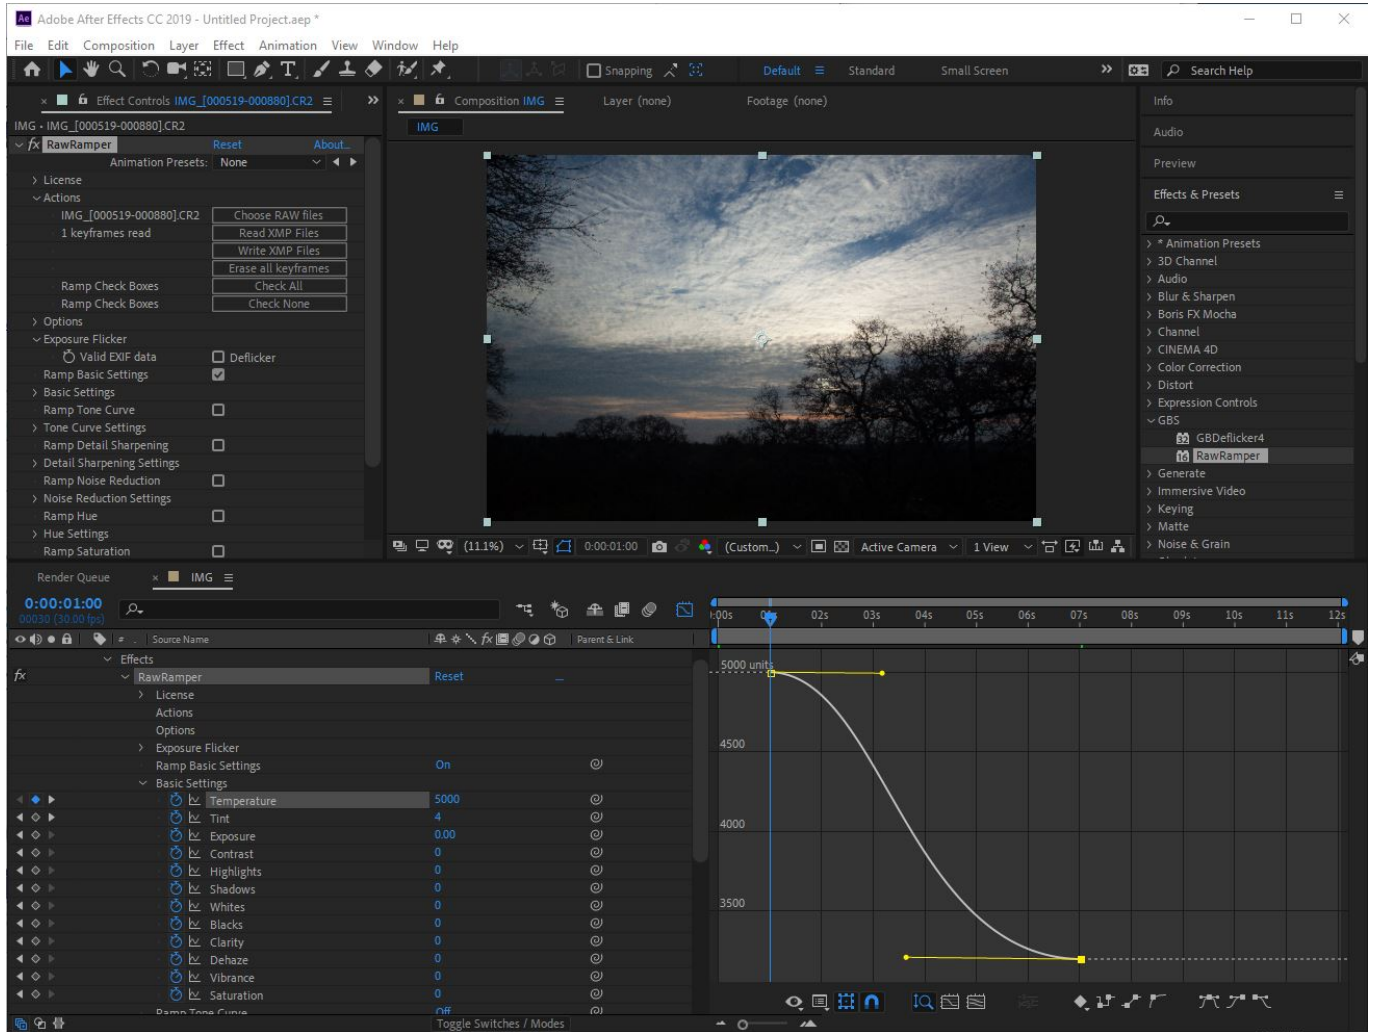 Adobe After Effects CC 2019 - Untitled Project.aep *
File Edit Composition Layer Effect Animation View Window Help
Snapping Default Standard Small Screen Search Help
Effect Controls IMG_[000519-000880].CR2
Composition IMG Layer (none) Footage (none)
IMG • IMG_[000519-000880].CR2
IMG
fx RawRamper Reset About...
Animation Presets: None
License
Actions
IMG_[000519-000880].CR2 Choose RAW files
1 keyframes read Read XMP Files
Write XMP Files
Erase all keyframes
Ramp Check Boxes Check All
Ramp Check Boxes Check None
Options
Exposure Flicker
Valid EXIF data Deflicker
Ramp Basic Settings
Basic Settings
Ramp Tone Curve
Tone Curve Settings
Ramp Detail Sharpening
Detail Sharpening Settings
Ramp Noise Reduction
Noise Reduction Settings
Ramp Hue
Hue Settings
Ramp Saturation
(11.1%) 0:00:01:00 (Custom...) Active Camera 1 View
Info
Audio
Preview
Effects & Presets
* Animation Presets
3D Channel
Audio
Blur & Sharpen
Boris FX Mocha
Channel
CINEMA 4D
Color Correction
Distort
Expression Controls
GBS
32 GBDeflicker4
16 RawRamper
Generate
Immersive Video
Keying
Matte
Noise & Grain
Render Queue IMG
0:00:01:00
00030 (30.00 fps)
# Source Name Parent & Link
Effects
fx RawRamper Reset
License
Actions
Options
Exposure Flicker
Ramp Basic Settings On
Basic Settings
Temperature 5000
Tint 4
Exposure 0.00
Contrast 0
Highlights 0
Shadows 0
Whites 0
Blacks 0
Clarity 0
Dehaze 0
Vibrance 0
Saturation 0
Ramp Tone Curve Off
Toggle Switches / Modes
02s 03s 04s 05s 06s 07s 08s 09s 10s 11s 12s
5000 units
4500
4000
3500